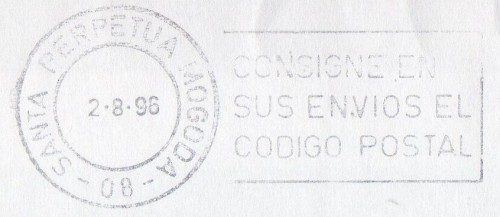 SANTA PERPETUA MOGODA
- 08 -
2·8·96
CONSIGNE EN
SUS ENVIOS EL
CODIGO POSTAL